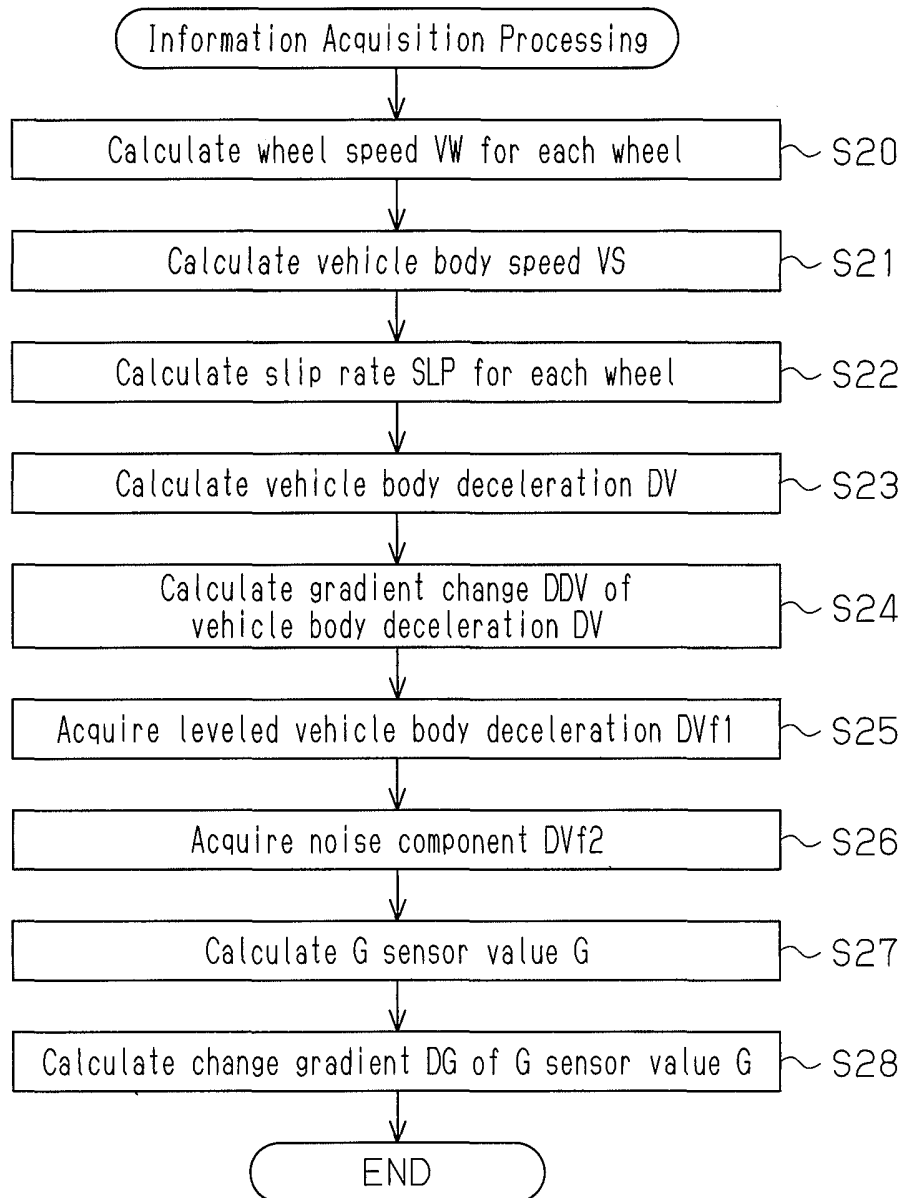 Information Acquisition Processing
Calculate wheel speed VW for each wheel
S20
Calculate vehicle body speed VS
S21
Calculate slip rate SLP for each wheel
S22
Calculate vehicle body deceleration DV
S23
Calculate gradient change DDV of
vehicle body deceleration DV
S24
Acquire leveled vehicle body deceleration DVf1
S25
Acquire noise component DVf2
S26
Calculate G sensor value G
S27
Calculate change gradient DG of G sensor value G
S28
END